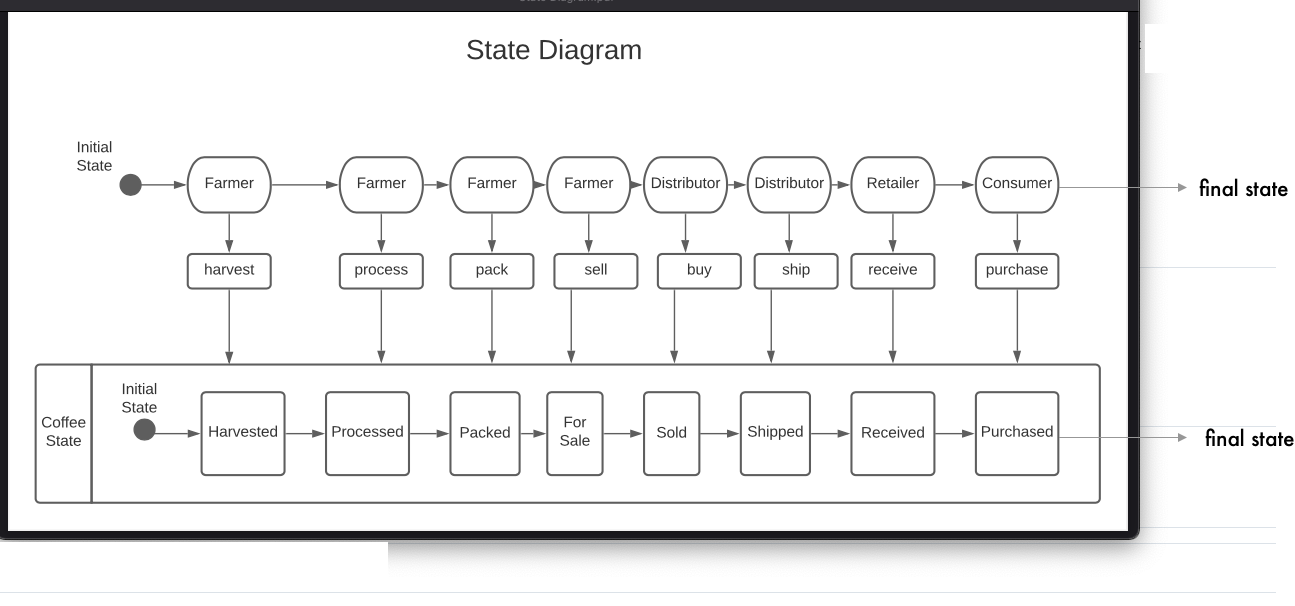 State Diagram
Initial
State
Farmer
Farmer
Farmer
Farmer
Distributor
Distributor
Retailer
Consumer
final state
harvest
process
pack
sell
buy
ship
receive
purchase
Initial
State
Coffee
State
Harvested
Processed
Packed
For
Sale
Sold
Shipped
Received
Purchased
final state